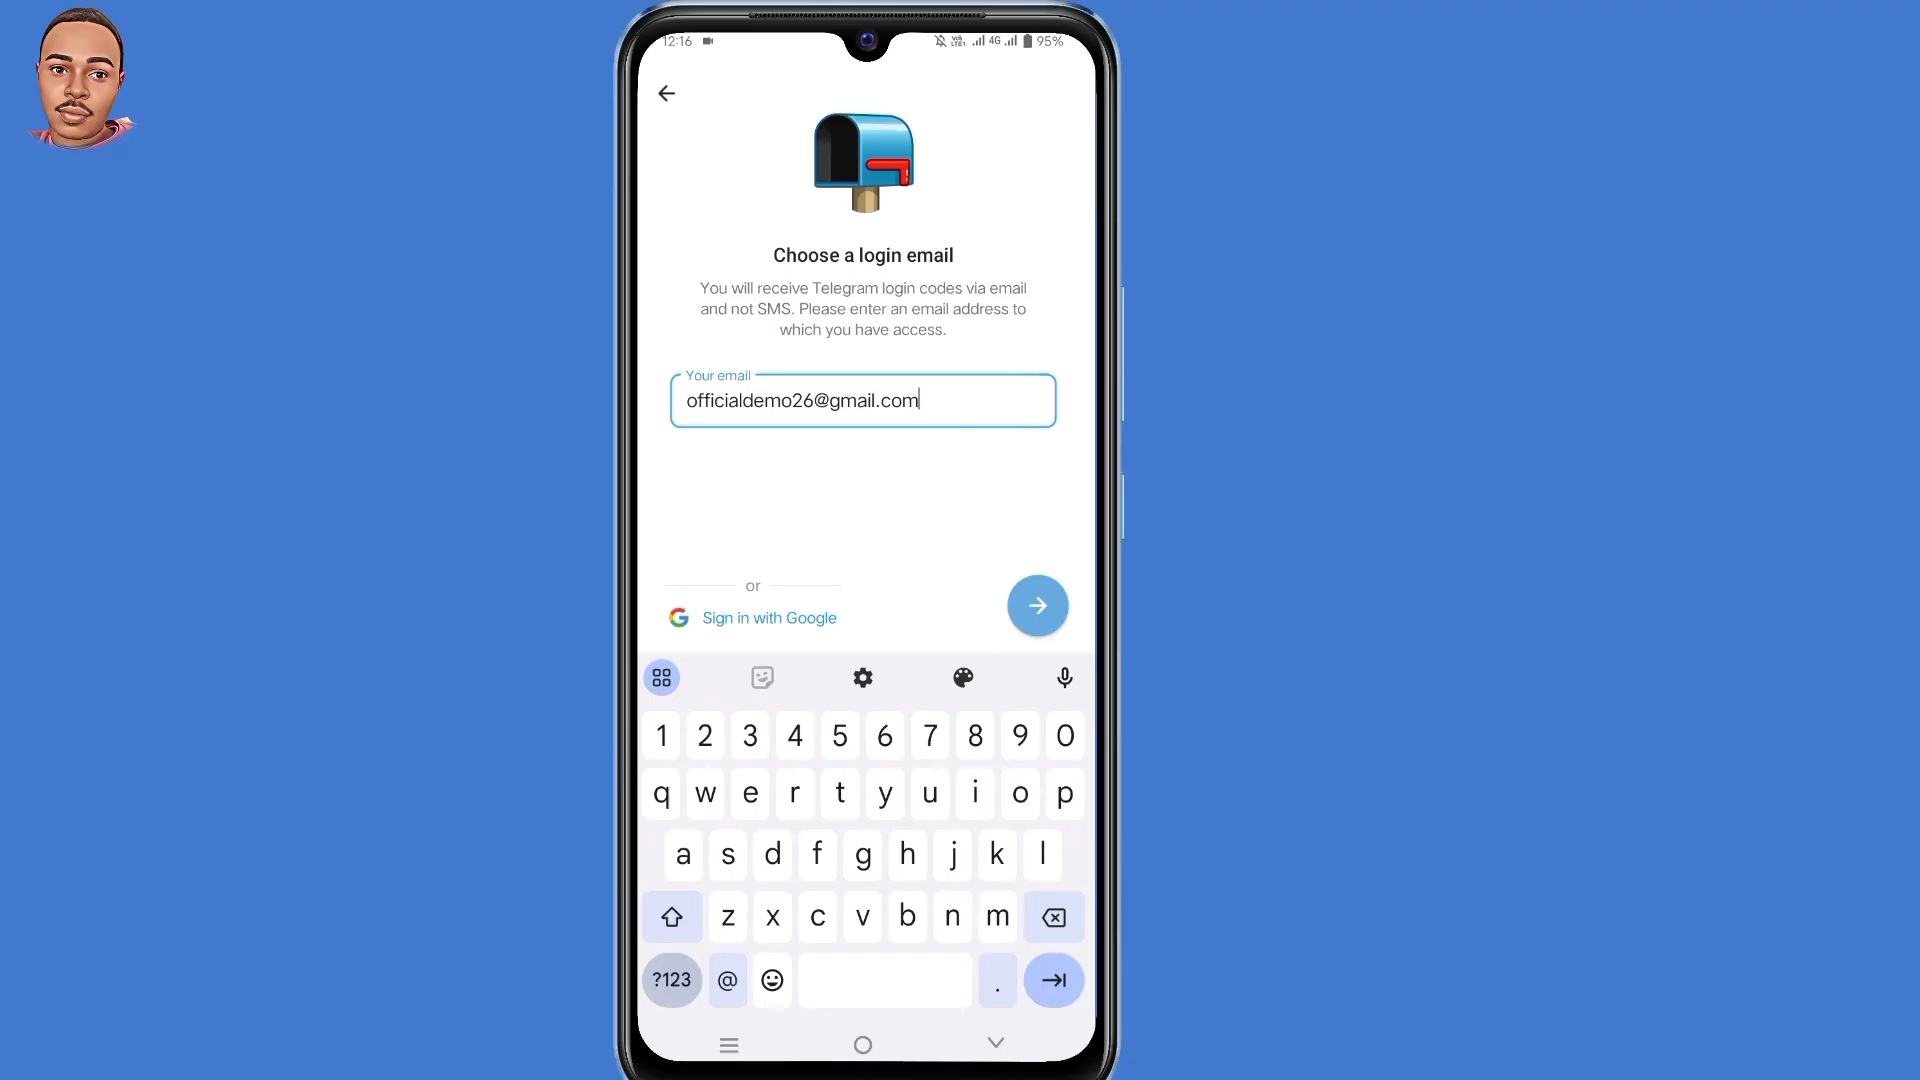 12:16
4G
95%
Choose a login email
You will receive Telegram login codes via email
and not SMS. Please enter an email address to
which you have access.
Your email
officialdemo26@gmail.com
or
Sign in with Google
1 2 3 4 5 6 7 8 9 0
q w e r t y u i o p
a s d f g h j k l
z x c v b n m
?123 @ .